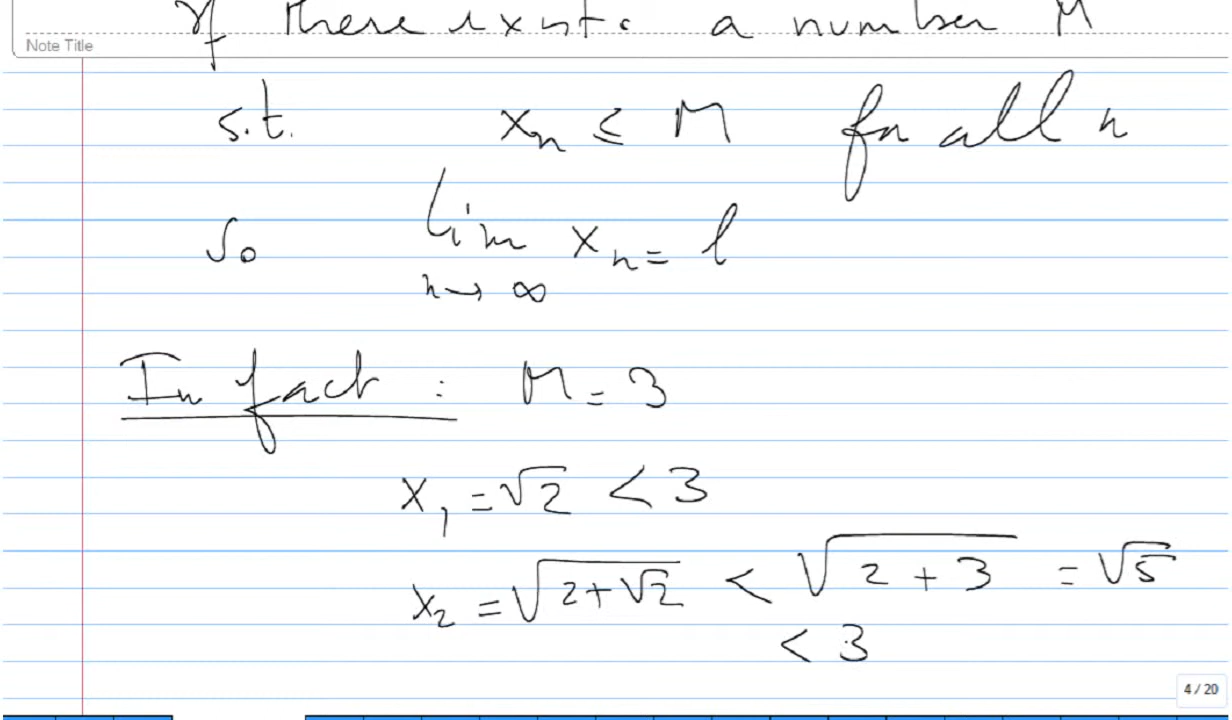 if there exists a number M
Note Title
s.t. xₙ ≤ M for all n
So lim xₙ = l
n→ ∞
In fact : M = 3
x₁ = √2 < 3
x₂ = √(2+√2) < √(2+3) = √5
< 3
4 / 20